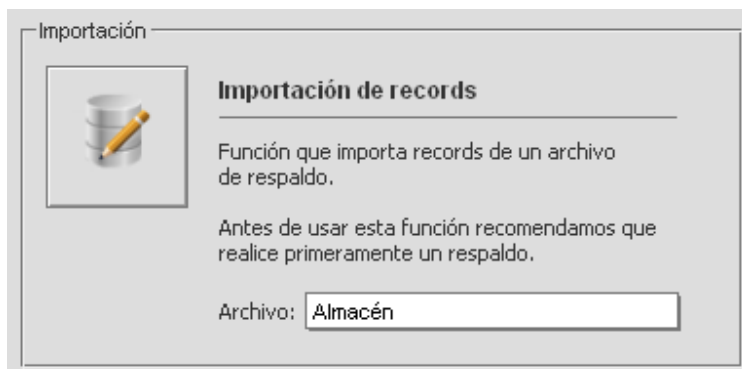 Importación
Importación de records
Función que importa records de un archivo
de respaldo.
Antes de usar esta función recomendamos que
realice primeramente un respaldo.
Archivo: Almacén